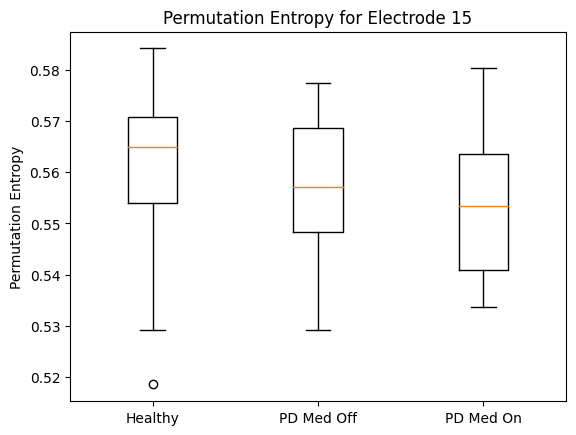 Permutation Entropy for Electrode 15
Permutation Entropy
0.58
0.57
0.56
0.55
0.54
0.53
0.52
Healthy
PD Med Off
PD Med On